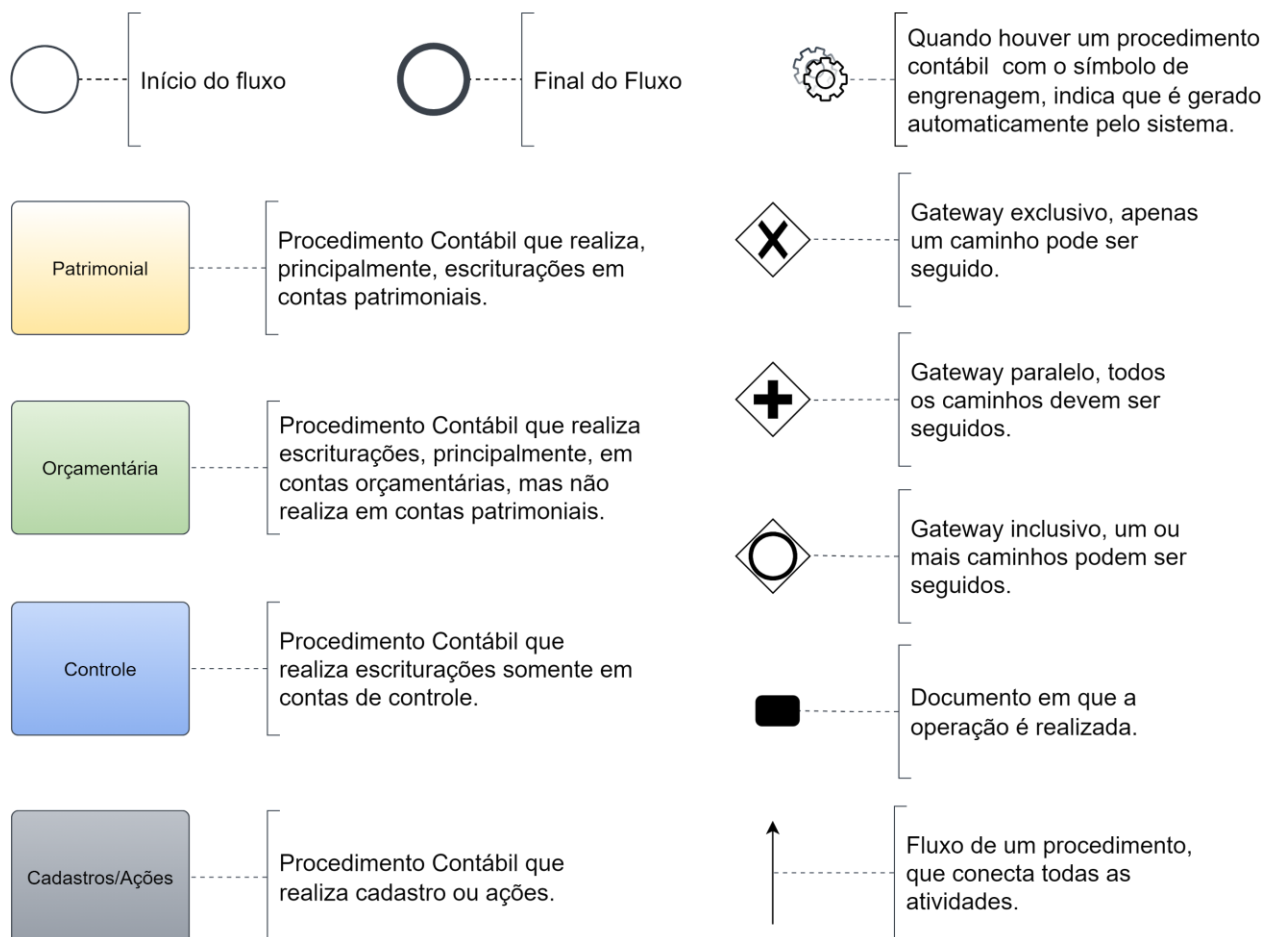 Início do fluxo
Final do Fluxo
Quando houver um procedimento
contábil com o símbolo de
engrenagem, indica que é gerado
automaticamente pelo sistema.
Patrimonial
Procedimento Contábil que realiza,
principalmente, escriturações em
contas patrimoniais.
Gateway exclusivo, apenas
um caminho pode ser
seguido.
Orçamentária
Procedimento Contábil que realiza
escriturações, principalmente, em
contas orçamentárias, mas não
realiza em contas patrimoniais.
Gateway paralelo, todos
os caminhos devem ser
seguidos.
Gateway inclusivo, um ou
mais caminhos podem ser
seguidos.
Controle
Procedimento Contábil que
realiza escriturações somente em
contas de controle.
Documento em que a
operação é realizada.
Cadastros/Ações
Procedimento Contábil que
realiza cadastro ou ações.
Fluxo de um procedimento,
que conecta todas as
atividades.